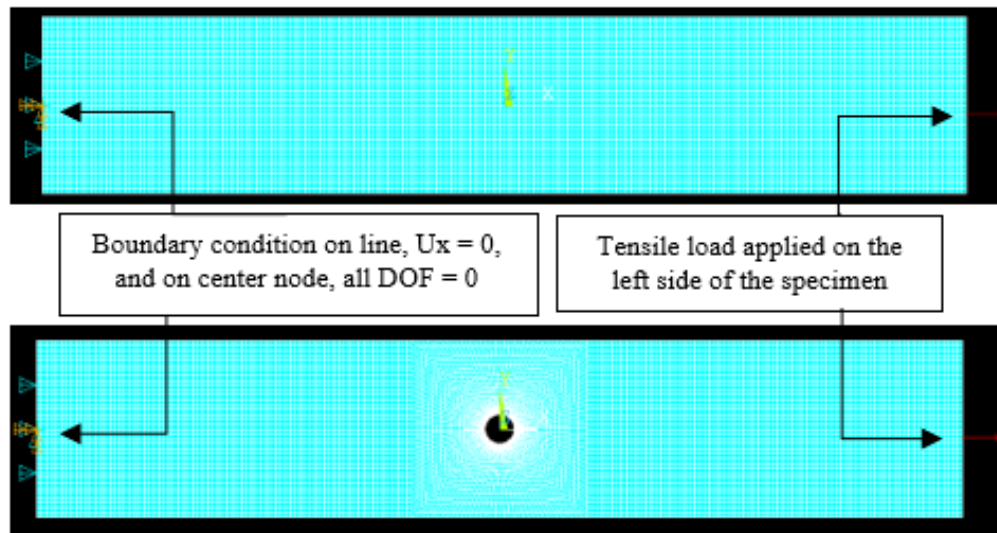 Y
X
Boundary condition on line, Ux = 0,
and on center node, all DOF = 0
Tensile load applied on the
left side of the specimen
Y